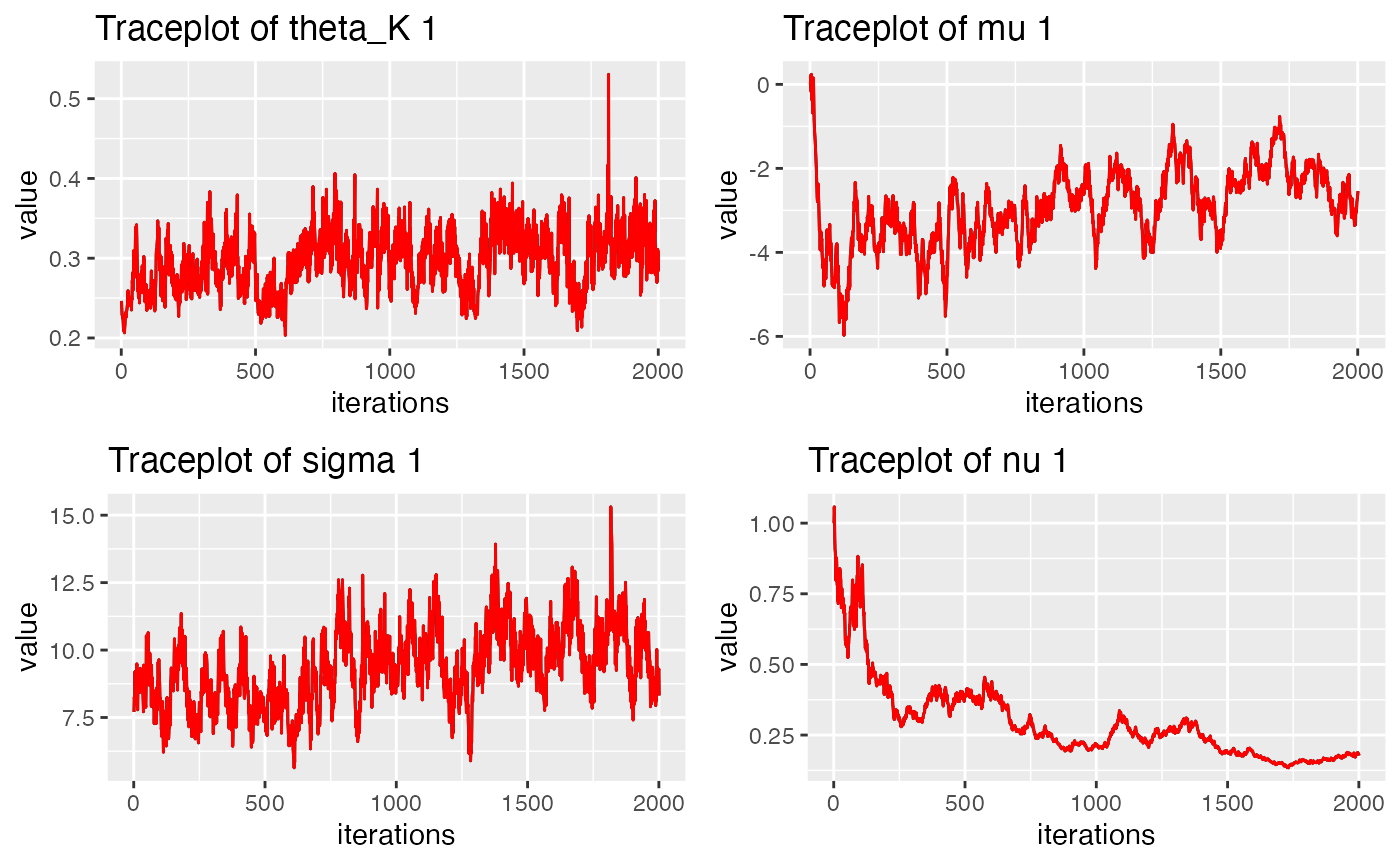 Traceplot of theta_K 1
value
0.5
0.4
0.3
0.2
0 500 1000 1500 2000
iterations
Traceplot of mu 1
value
0
-2
-4
-6
0 500 1000 1500 2000
iterations
Traceplot of sigma 1
value
15.0
12.5
10.0
7.5
0 500 1000 1500 2000
iterations
Traceplot of nu 1
value
1.00
0.75
0.50
0.25
0 500 1000 1500 2000
iterations